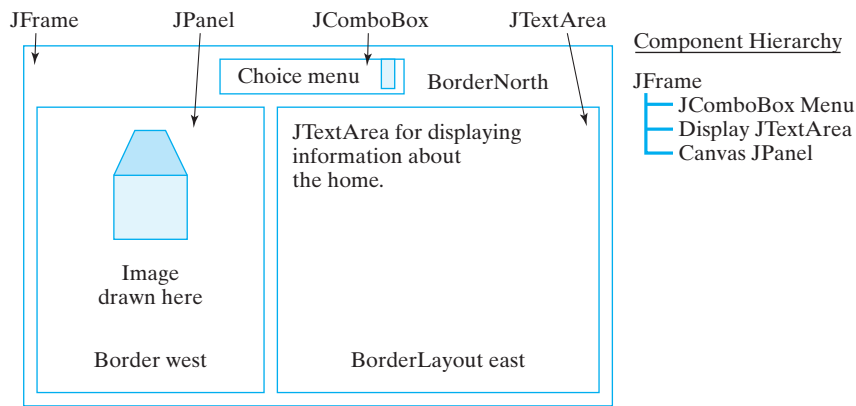 JFrame JPanel JComboBox JTextArea
Component Hierarchy
Choice menu
BorderNorth
JFrame
JComboBox Menu
Display JTextArea
Canvas JPanel
JTextArea for displaying
information about
the home.
Image
drawn here
Border west
BorderLayout east